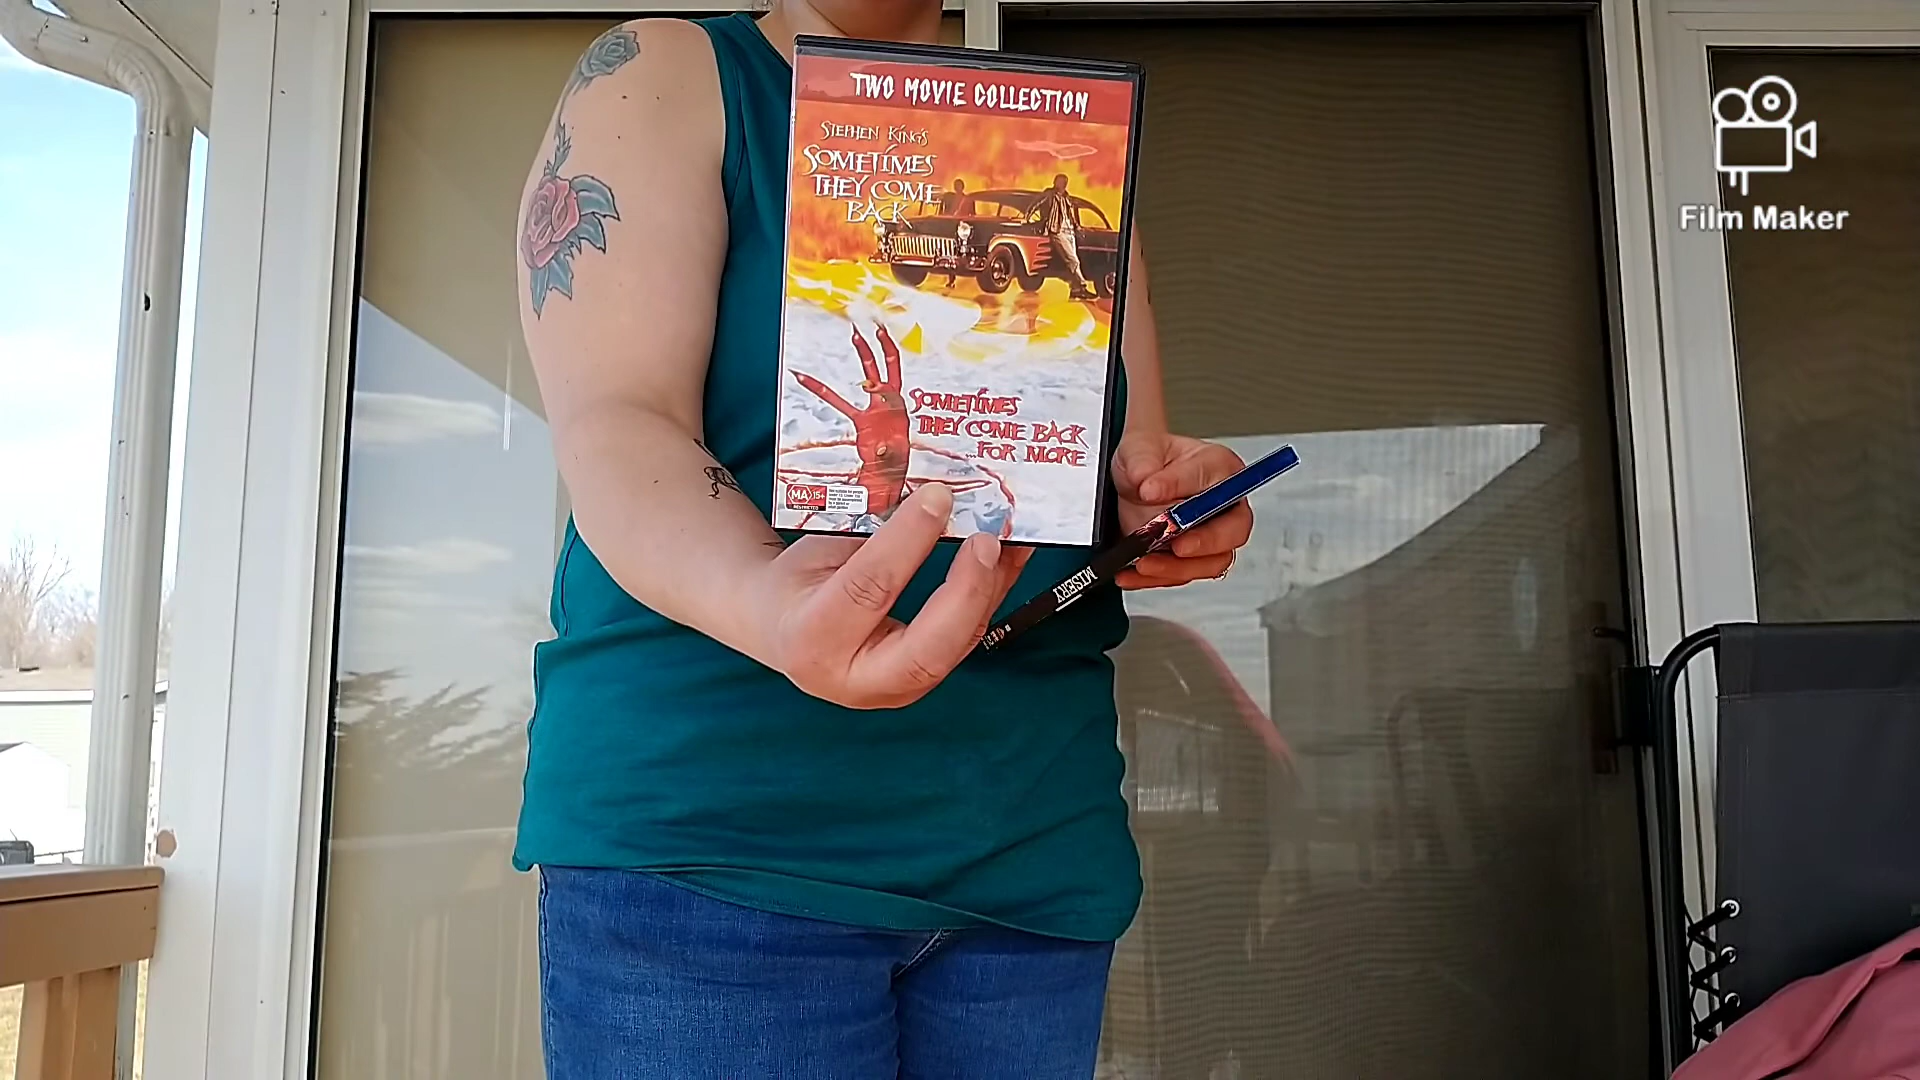 TWO MOVIE COLLECTION
STEPHEN KING'S
SOMETIMES
THEY COME
BACK
SOMETIMES
THEY COME BACK
...FOR MORE
MA 15+
RESTRICTED
MISERY
Film Maker